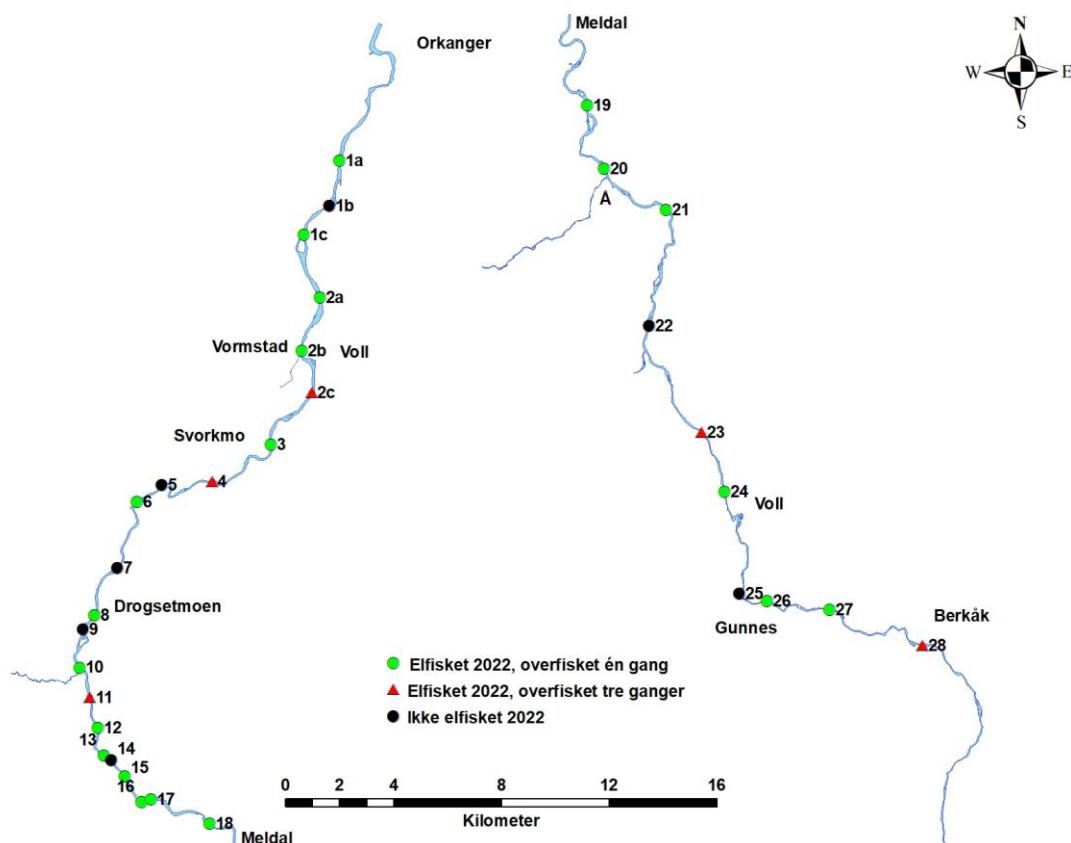 Orkanger
1a
1b
1c
2a
Vormstad
2b
Voll
2c
Svorkmo
3
4
5
6
7
Drogsetmoen
8
9
10
11
12
13
14
15
16
17
18
Meldal
Meldal
19
20
Å
21
22
23
24
Voll
25
26
27
Gunnes
Berkåk
28
N
W
E
S
Elfisket 2022, overfisket én gang
Elfisket 2022, overfisket tre ganger
Ikke elfisket 2022
0 2 4 8 12 16
Kilometer